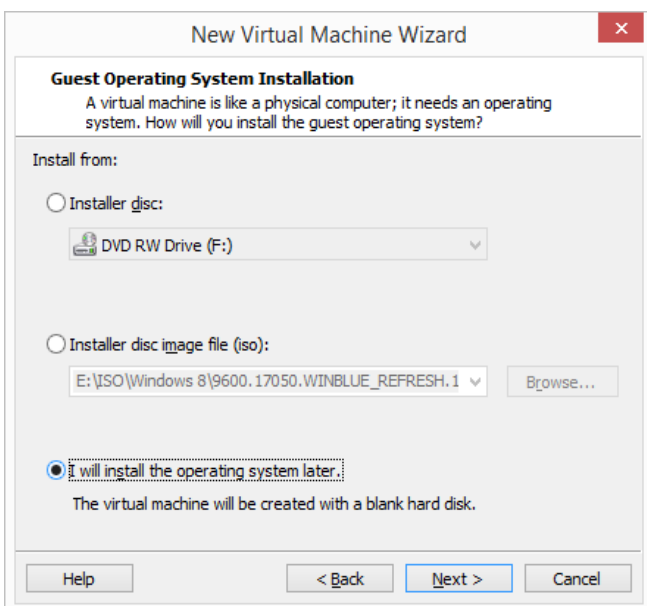 New Virtual Machine Wizard
Guest Operating System Installation
A virtual machine is like a physical computer; it needs an operating
system. How will you install the guest operating system?
Install from:
Installer disc:
DVD RW Drive (F:)
Installer disc image file (iso):
E:\ISO\Windows 8\9600.17050.WINBLUE_REFRESH.1
Browse...
I will install the operating system later.
The virtual machine will be created with a blank hard disk.
Help < Back Next > Cancel